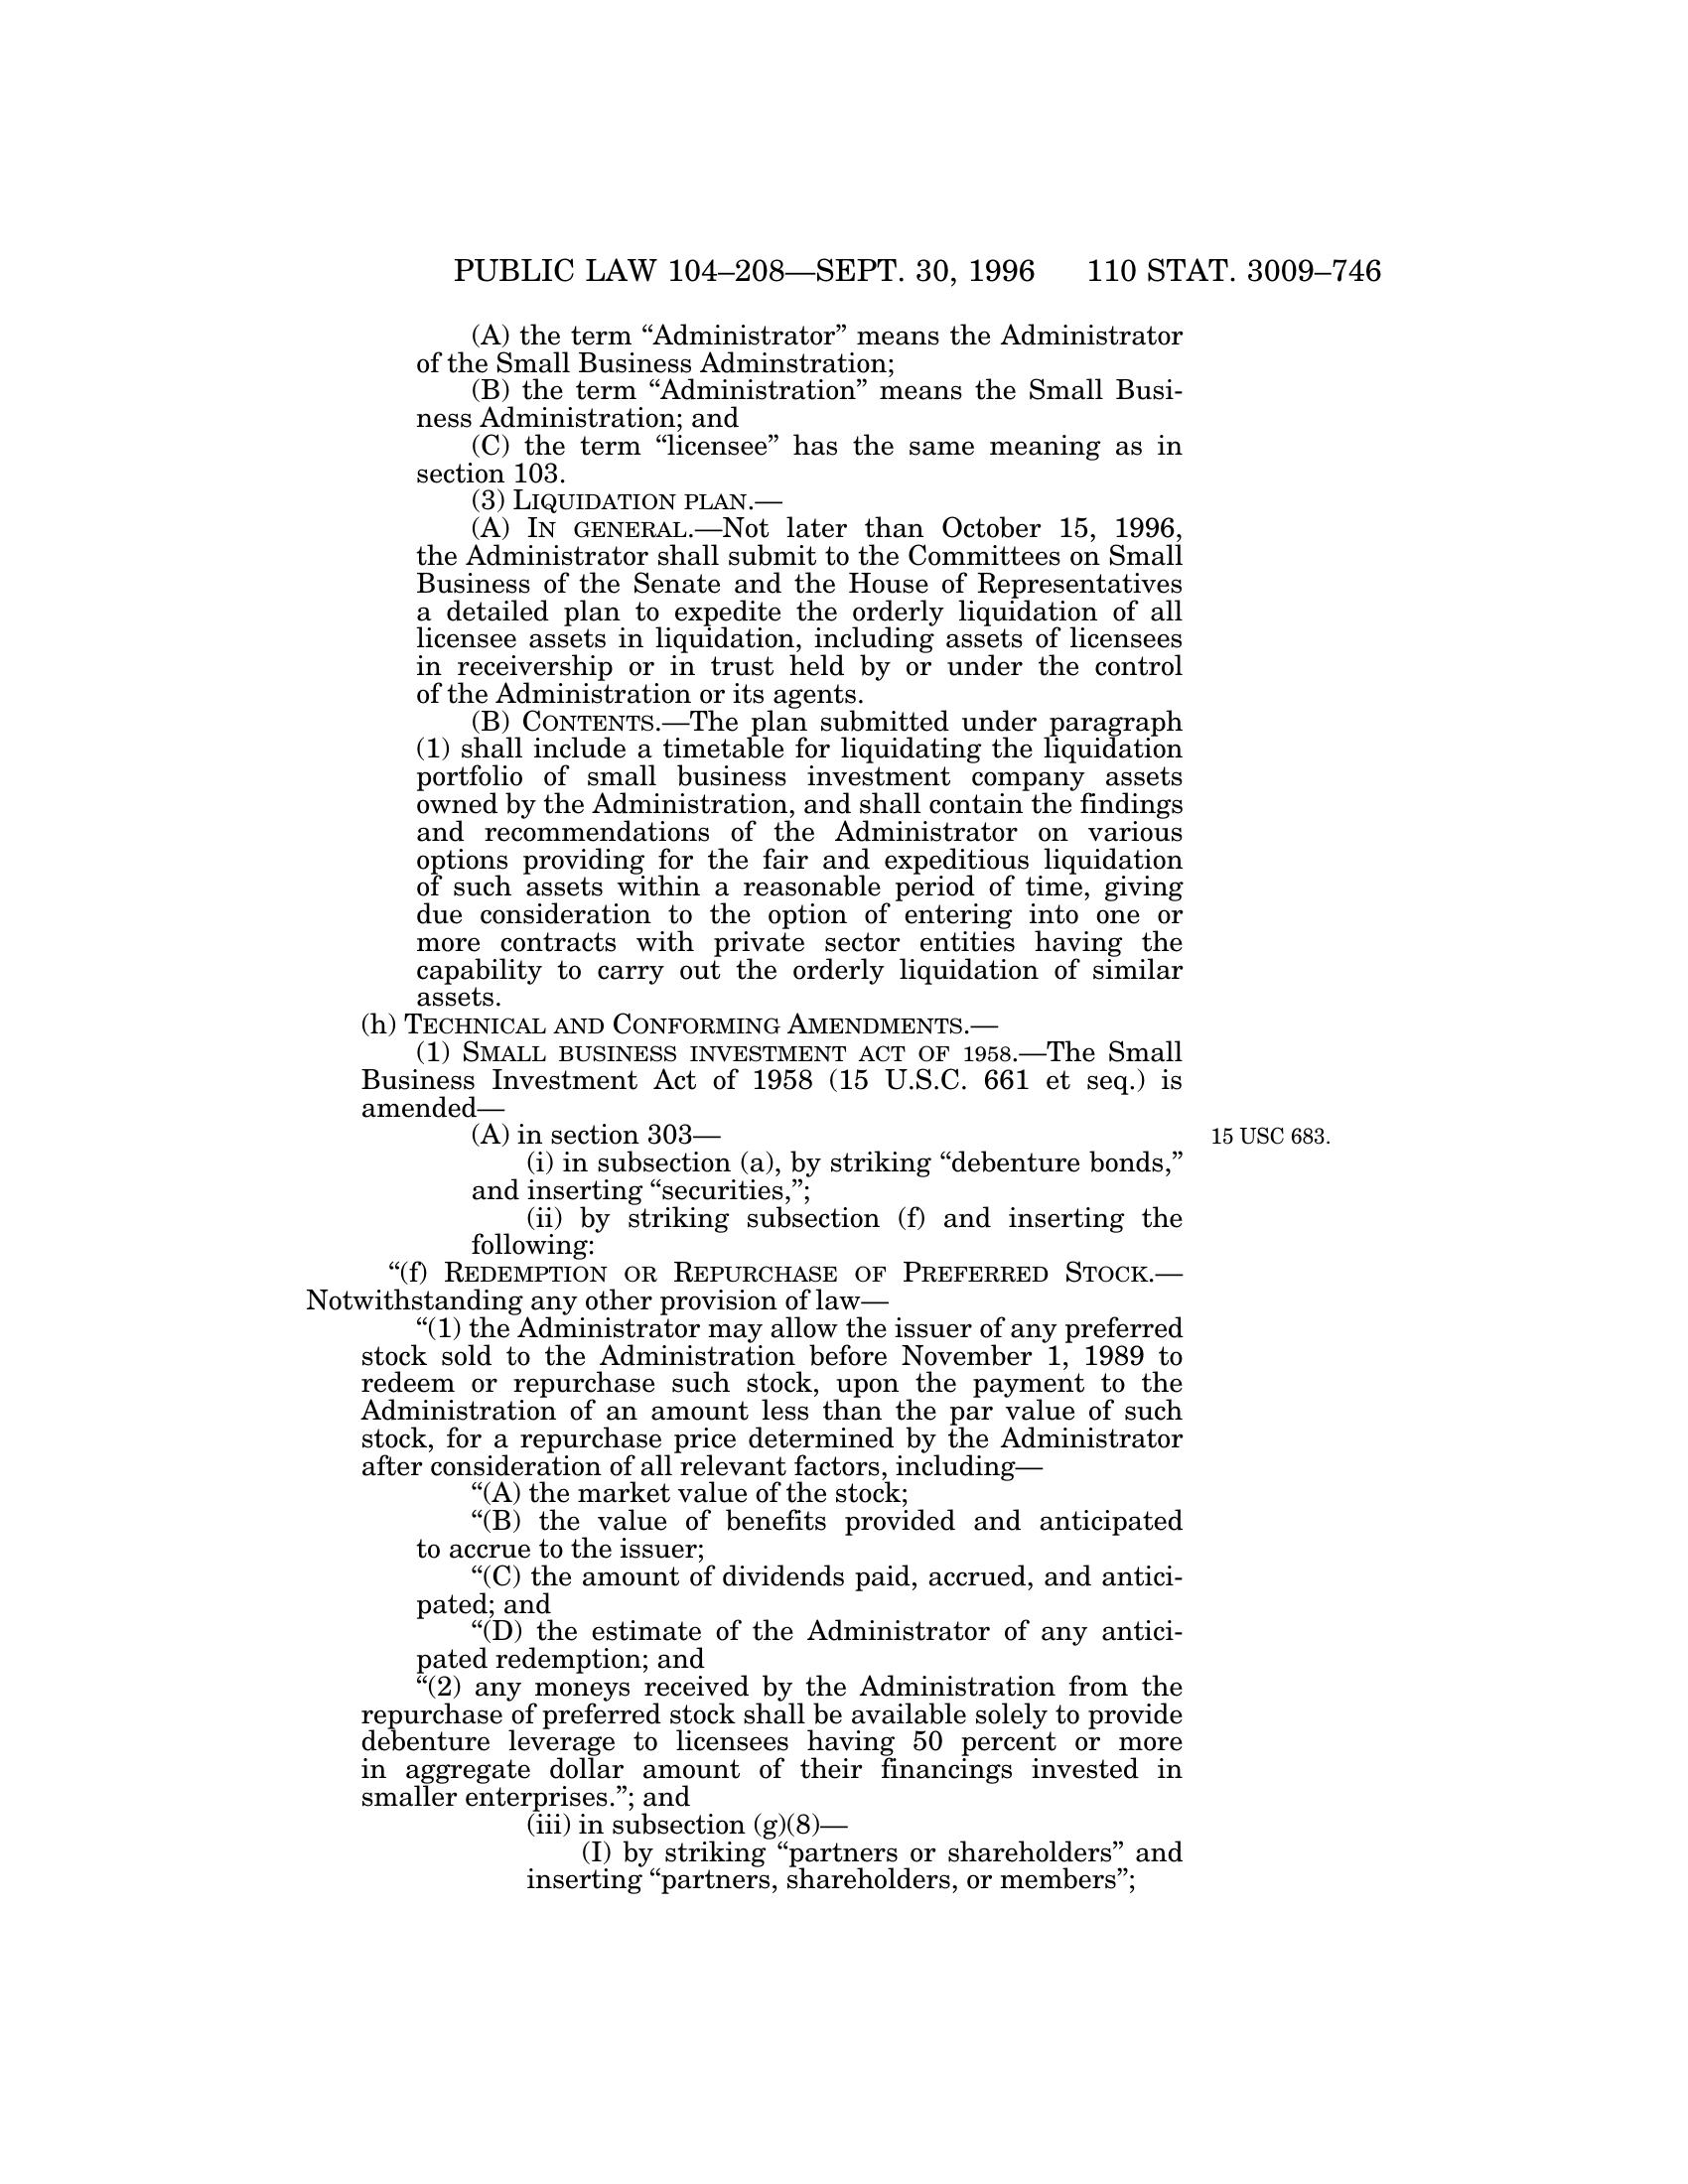 PUBLIC LAW 104–208—SEPT. 30, 1996 110 STAT. 3009–746
(A) the term “Administrator” means the Administrator
of the Small Business Adminstration;
(B) the term “Administration” means the Small Busi-
ness Administration; and
(C) the term “licensee” has the same meaning as in
section 103.
(3) LIQUIDATION PLAN.—
(A) IN GENERAL.—Not later than October 15, 1996,
the Administrator shall submit to the Committees on Small
Business of the Senate and the House of Representatives
a detailed plan to expedite the orderly liquidation of all
licensee assets in liquidation, including assets of licensees
in receivership or in trust held by or under the control
of the Administration or its agents.
(B) CONTENTS.—The plan submitted under paragraph
(1) shall include a timetable for liquidating the liquidation
portfolio of small business investment company assets
owned by the Administration, and shall contain the findings
and recommendations of the Administrator on various
options providing for the fair and expeditious liquidation
of such assets within a reasonable period of time, giving
due consideration to the option of entering into one or
more contracts with private sector entities having the
capability to carry out the orderly liquidation of similar
assets.
(h) TECHNICAL AND CONFORMING AMENDMENTS.—
(1) SMALL BUSINESS INVESTMENT ACT OF 1958.—The Small
Business Investment Act of 1958 (15 U.S.C. 661 et seq.) is
amended—
(A) in section 303—
15 USC 683.
(i) in subsection (a), by striking “debenture bonds,”
and inserting “securities,”;
(ii) by striking subsection (f) and inserting the
following:
“(f) REDEMPTION OR REPURCHASE OF PREFERRED STOCK.—
Notwithstanding any other provision of law—
“(1) the Administrator may allow the issuer of any preferred
stock sold to the Administration before November 1, 1989 to
redeem or repurchase such stock, upon the payment to the
Administration of an amount less than the par value of such
stock, for a repurchase price determined by the Administrator
after consideration of all relevant factors, including—
“(A) the market value of the stock;
“(B) the value of benefits provided and anticipated
to accrue to the issuer;
“(C) the amount of dividends paid, accrued, and antici-
pated; and
“(D) the estimate of the Administrator of any antici-
pated redemption; and
“(2) any moneys received by the Administration from the
repurchase of preferred stock shall be available solely to provide
debenture leverage to licensees having 50 percent or more
in aggregate dollar amount of their financings invested in
smaller enterprises.”; and
(iii) in subsection (g)(8)—
(I) by striking “partners or shareholders” and
inserting “partners, shareholders, or members”;